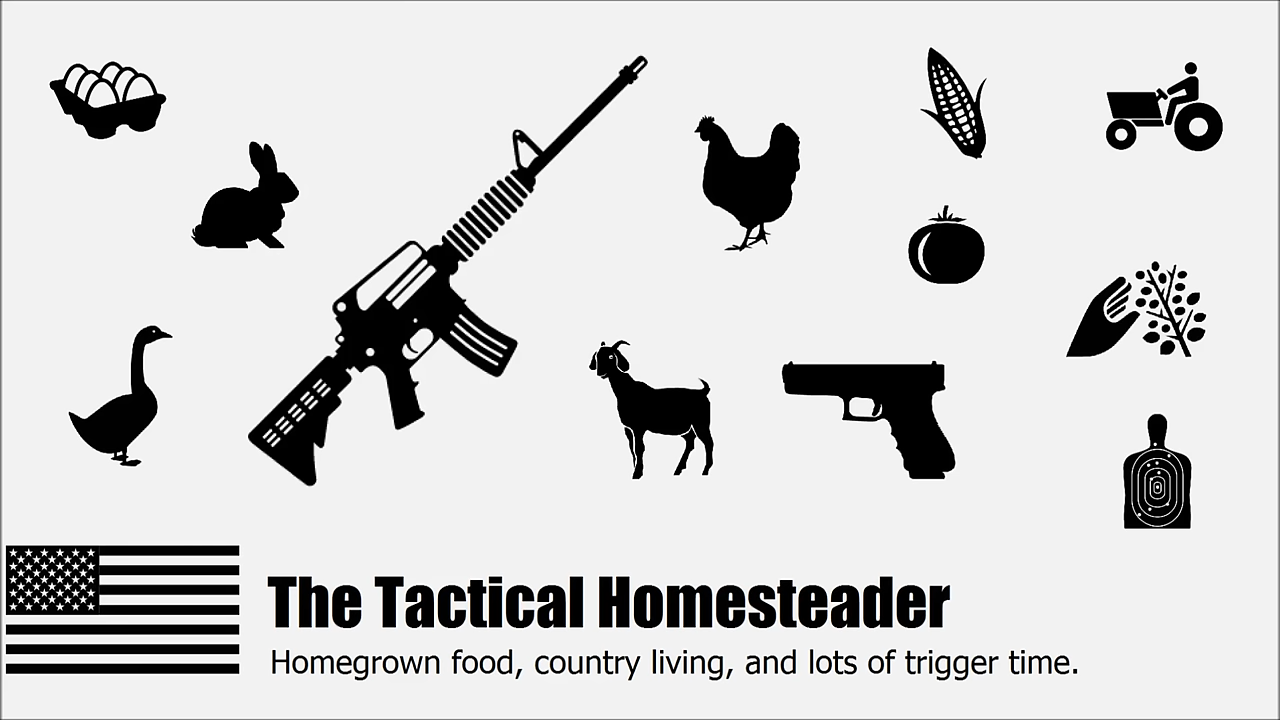 The Tactical Homesteader
Homegrown food, country living, and lots of trigger time.